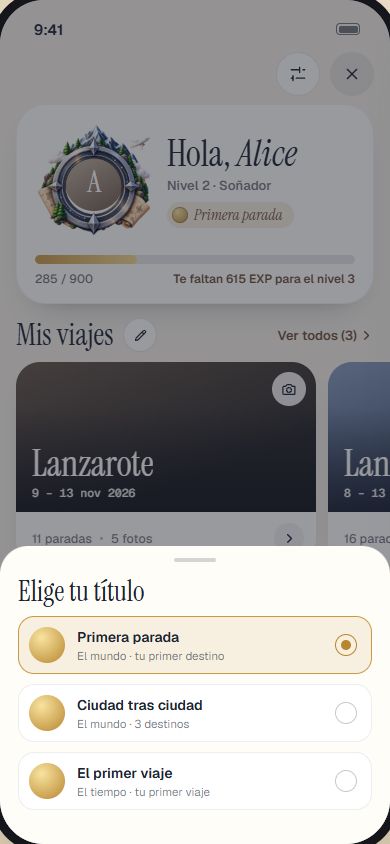 9:41
A
Hola, Alice
Nivel 2 · Soñador
Primera parada
285 / 900
Te faltan 615 EXP para el nivel 3
Mis viajes
Ver todos (3)
Lanzarote
9 – 13 nov 2026
Lan
8 – 13
11 paradas · 5 fotos
16 parad
Elige tu título
Primera parada
El mundo · tu primer destino
Ciudad tras ciudad
El mundo · 3 destinos
El primer viaje
El tiempo · tu primer viaje